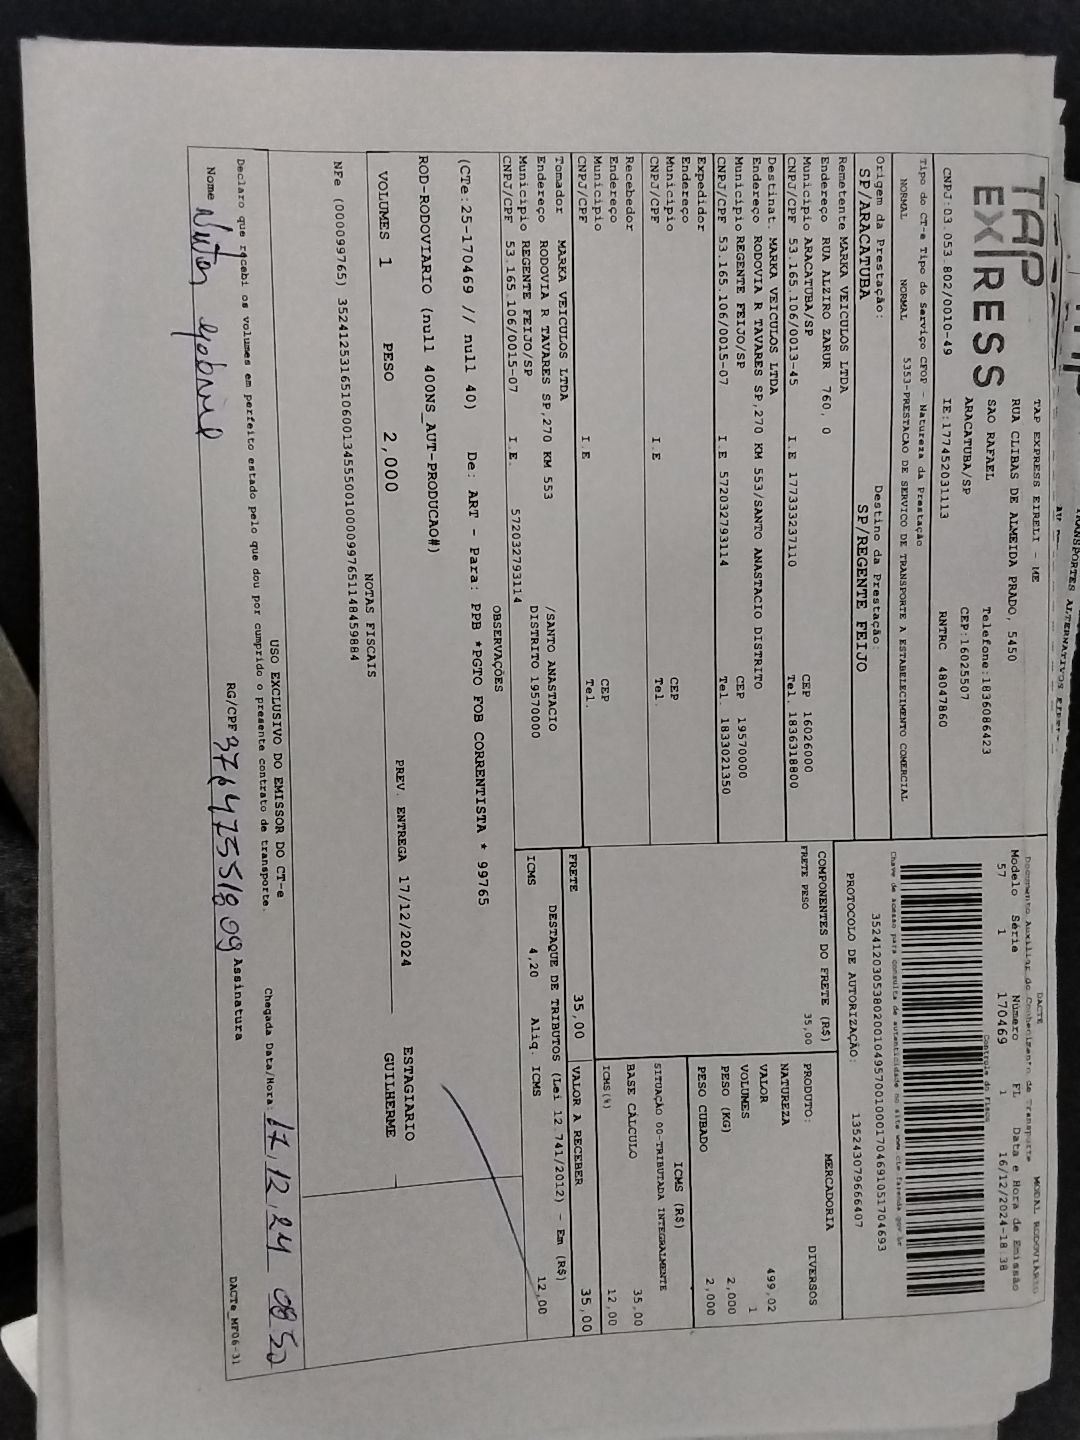 TAP EXPRESS
TAP EXPRESS EIRELI - ME
RUA CLIBAS DE ALMEIDA PRADO, 5450
SAO RAFAEL Telefone:1836086423
ARACATUBA/SP CEP:16025507
CNPJ:03.053.802/0010-49 IE:177452031113 RNTRC 48047860
DACTE MODAL RODOVIÁRIO
Documento Auxiliar do Conhecimento de Transporte
Modelo Série Número FL Data e Hora de Emissão
57 1 170469 1 16/12/2024-18:38
Controle do Fisco
Chave de acesso para consulta de autenticidade no site www.cte.fazenda.gov.br
35241203053802001049570010001704691051704693
PROTOCOLO DE AUTORIZAÇÃO: 135243079666407
Tipo do CT-e Tipo do Serviço CFOP - Natureza da Prestação
NORMAL NORMAL 5353-PRESTACAO DE SERVICO DE TRANSPORTE A ESTABELECIMENTO COMERCIAL
Origem da Prestação: Destino da Prestação:
SP/ARACATUBA SP/REGENTE FEIJO
Remetente MARKA VEICULOS LTDA
Endereço RUA ALZIRO ZARUR 760, 0
Município ARACATUBA/SP CEP 16026000
CNPJ/CPF 53.165.106/0013-45 I.E 1773333237110 Tel. 1836318800
Destinat. MARKA VEICULOS LTDA
Endereço RODOVIA R TAVARES SP,270 KM 553/SANTO ANASTACIO DISTRITO
Município REGENTE FEIJO/SP CEP 19570000
CNPJ/CPF 53.165.106/0015-07 I.E 572032793114 Tel. 1833021350
Expedidor
Endereço
Município CEP
CNPJ/CPF I.E Tel.
Recebedor
Endereço
Município CEP
CNPJ/CPF I.E Tel.
Tomador MARKA VEICULOS LTDA
Endereço RODOVIA R TAVARES SP,270 KM 553 /SANTO ANASTACIO
Município REGENTE FEIJO/SP DISTRITO 19570000
CNPJ/CPF 53.165.106/0015-07 I.E. 572032793114
COMPONENTES DO FRETE (R$)
FRETE PESO 35,00
MERCADORIA
PRODUTO: DIVERSOS
NATUREZA
VALOR 499,02
VOLUMES 1
PESO (KG) 2,000
PESO CUBADO 2,000
ICMS (R$)
SITUAÇÃO 00-TRIBUTADA INTEGRALMENTE
BASE CÁLCULO 35,00
ICMS(%) 12,00
FRETE 35,00 VALOR A RECEBER 35,00
DESTAQUE DE TRIBUTOS (Lei 12.741/2012) - Em (R$)
ICMS 4,20 Aliq. ICMS 12,00
OBSERVAÇÕES
(CTe:25-170469 // null 40) De: ART - Para: PPB *PGTO FOB CORRENTISTA * 99765
ROD-RODOVIARIO (null 400NS_AUT-PRODUCAO#)
VOLUMES 1 PESO 2,000 PREV. ENTREGA 17/12/2024
ESTAGIARIO
GUILHERME
NOTAS FISCAIS
NFe (000099765) 35241253165106001345550010000997651148459884
USO EXCLUSIVO DO EMISSOR DO CT-e
Declaro que recebi os volumes em perfeito estado pelo que dou por cumprido o presente contrato de transporte.
Chegada Data/Hora: 17, 12, 24 08 50
Nome Gabriel RG/CPF Assinatura
DACTe_MF06-31